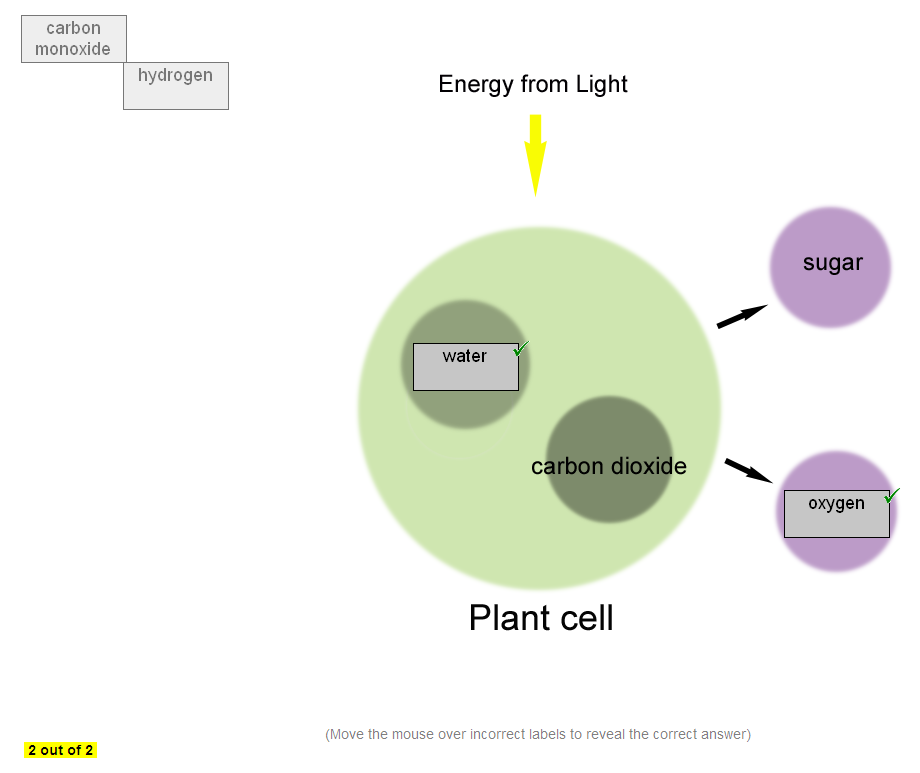 carbon
monoxide
hydrogen
Energy from Light
sugar
water
carbon dioxide
oxygen
Plant cell
(Move the mouse over incorrect labels to reveal the correct answer)
2 out of 2